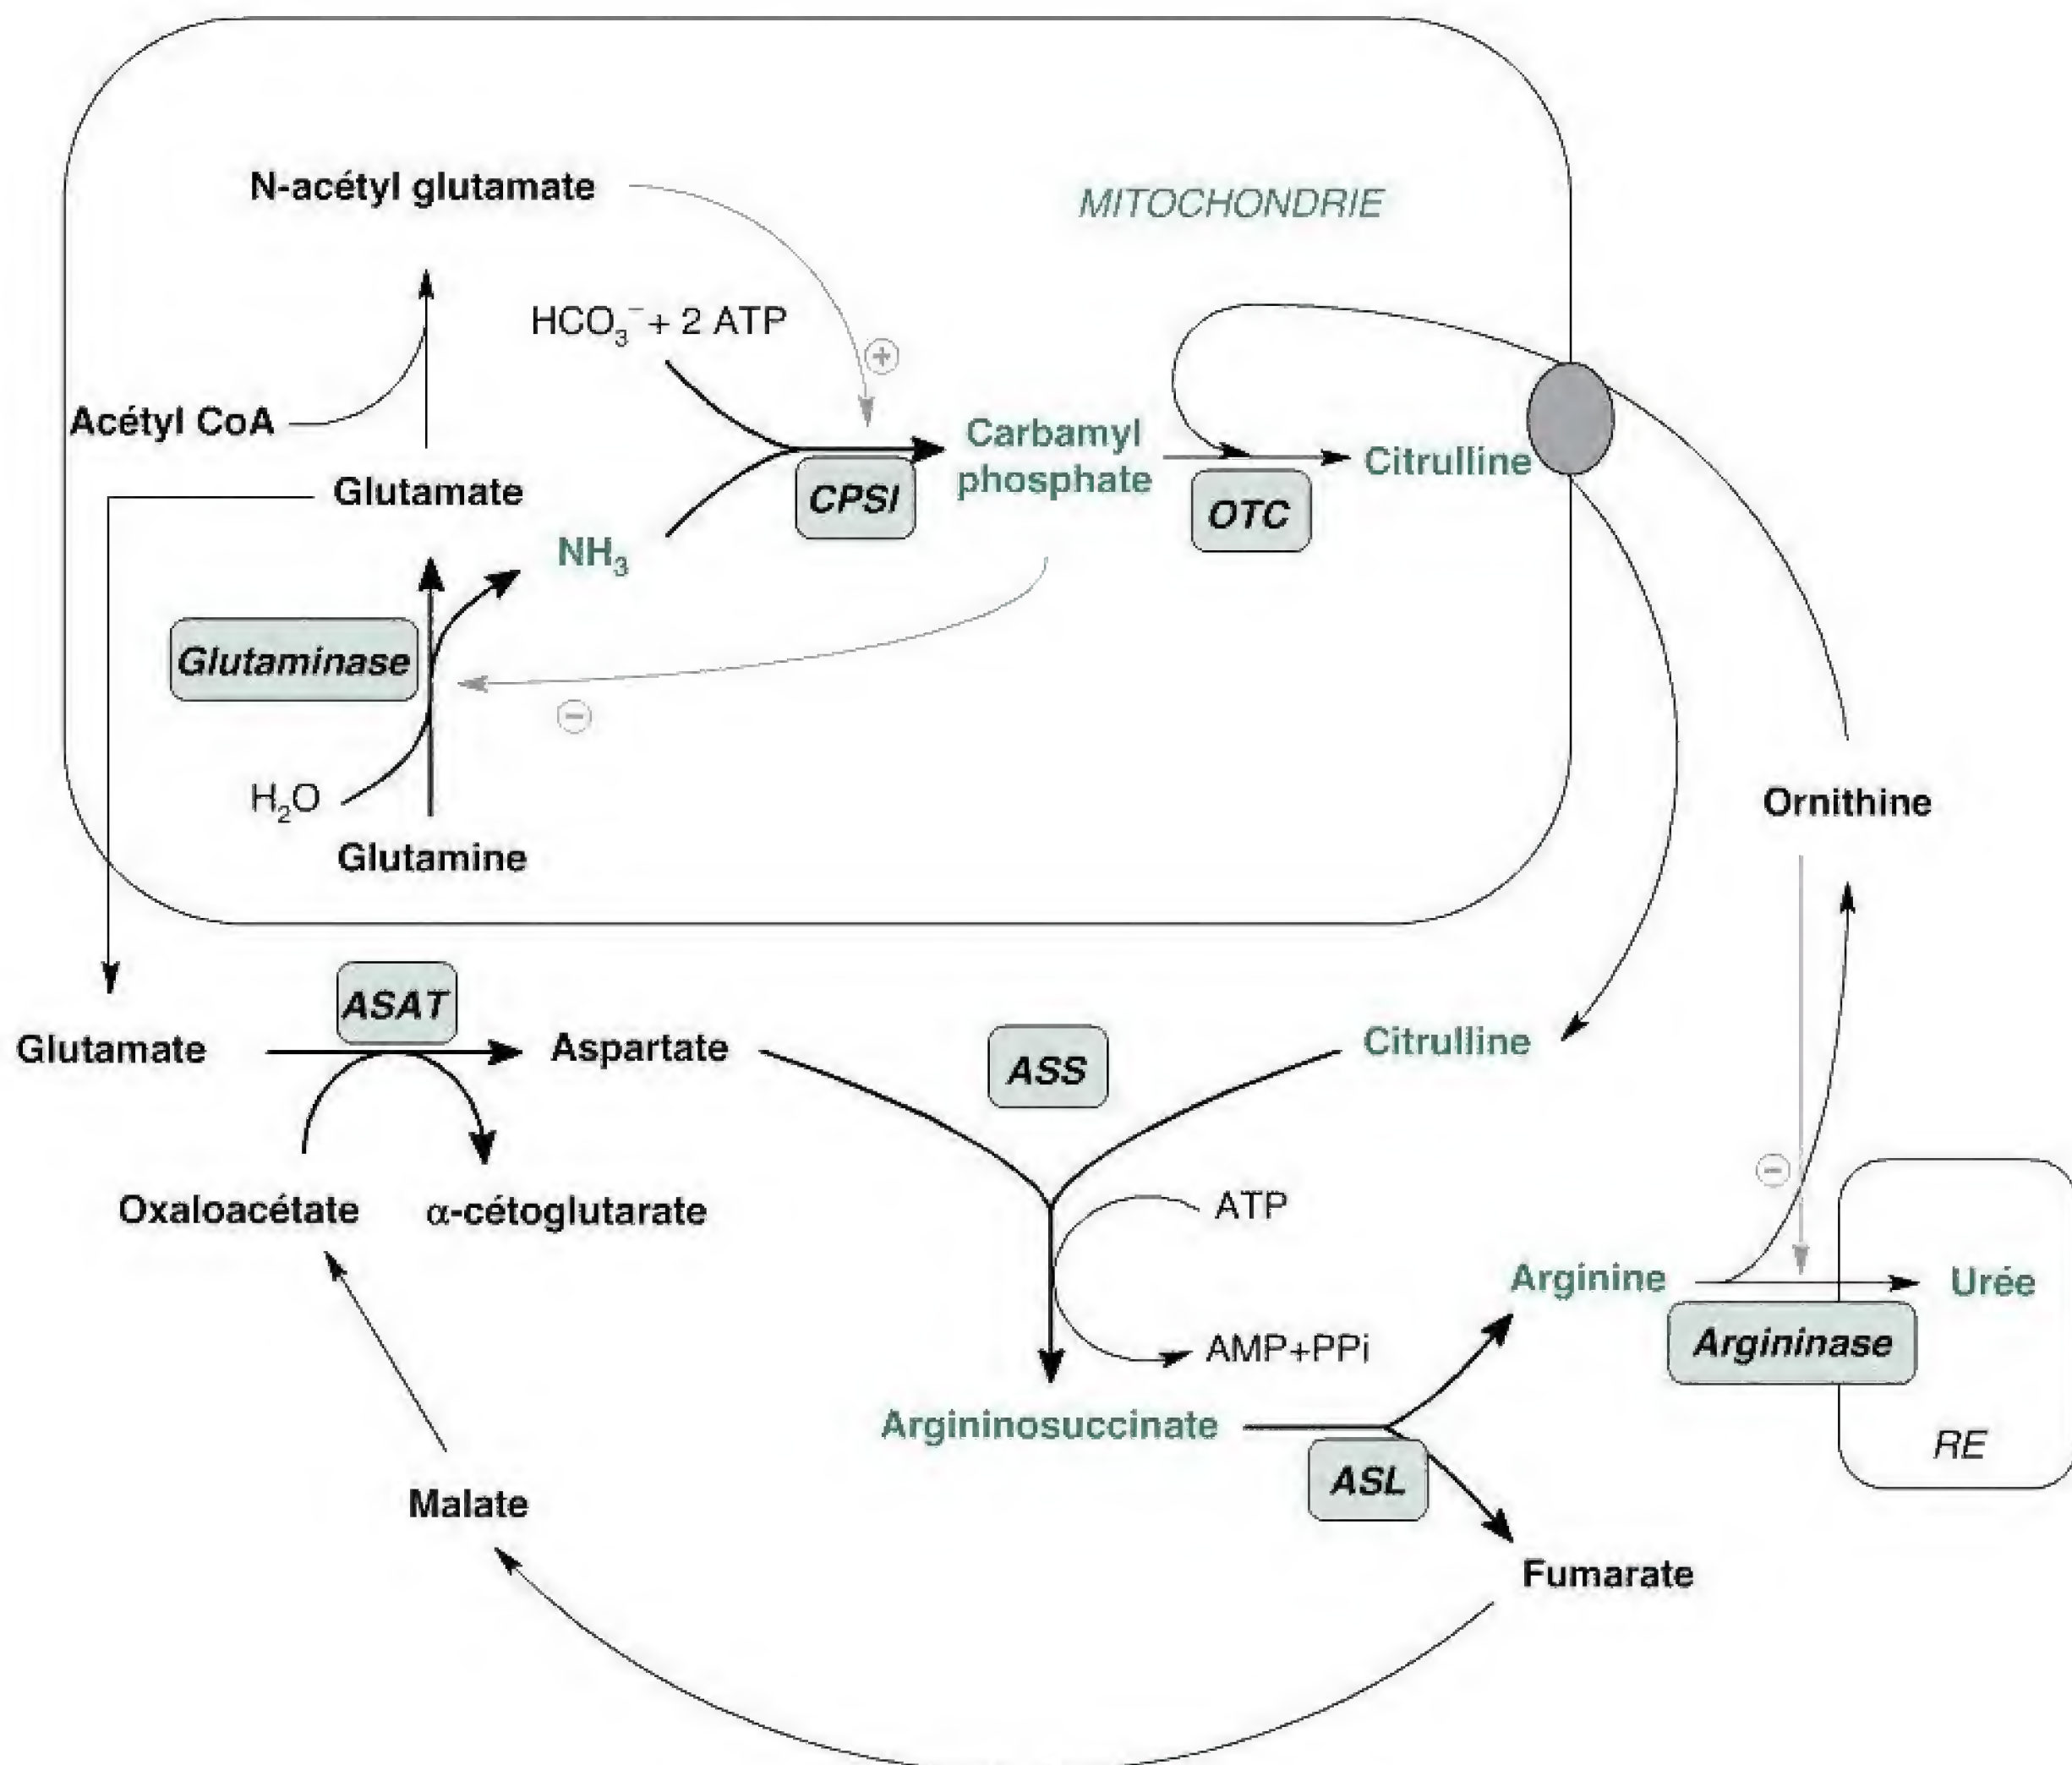 N-acétyl glutamate
MITOCHONDRIE
HCO₃⁻ + 2 ATP
+
Acétyl CoA
Carbamyl
phosphate
Citrulline
Glutamate
CPSI
OTC
NH₃
Glutaminase
−
H₂O
Ornithine
Glutamine
ASAT
Glutamate
Aspartate
ASS
Citrulline
−
Oxaloacétate
α-cétoglutarate
ATP
Arginine
Urée
Argininase
AMP+PPi
Argininosuccinate
RE
ASL
Malate
Fumarate